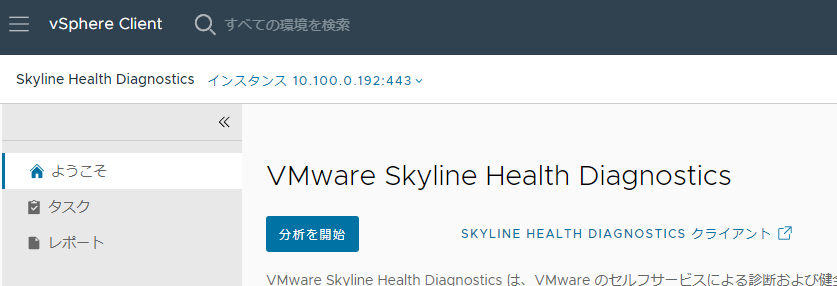 vSphere Client すべての環境を検索
Skyline Health Diagnostics インスタンス 10.100.0.192:443
ようこそ
タスク
レポート
VMware Skyline Health Diagnostics
分析を開始 SKYLINE HEALTH DIAGNOSTICS クライアント
VMware Skyline Health Diagnostics は、VMware のセルフサービスによる診断および健全